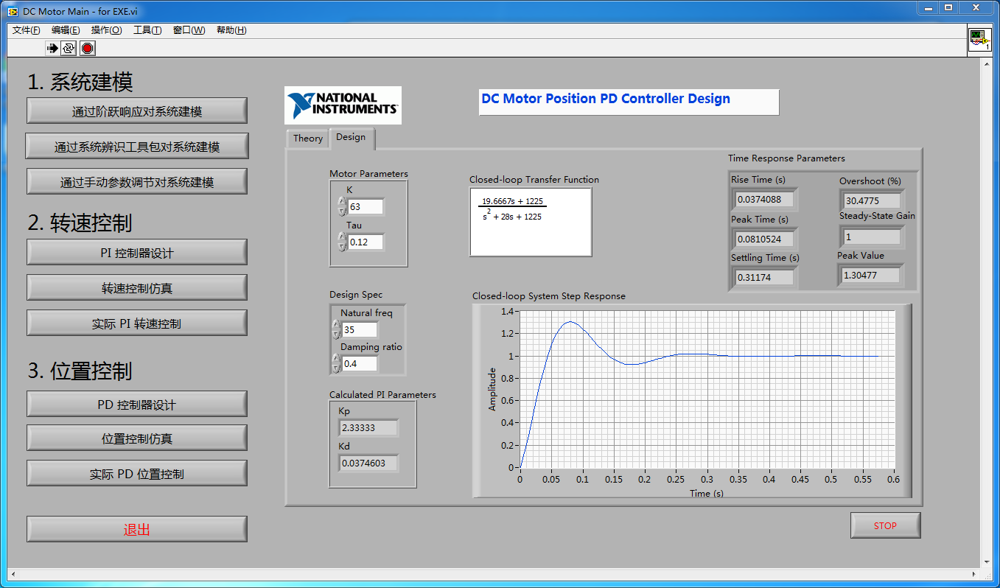 DC Motor Main - for EXE.vi
文件(F) 编辑(E) 操作(O) 工具(T) 窗口(W) 帮助(H)
1
1. 系统建模
通过阶跃响应对系统建模
通过系统辨识工具包对系统建模
通过手动参数调节对系统建模
2. 转速控制
PI 控制器设计
转速控制仿真
实际 PI 转速控制
3. 位置控制
PD 控制器设计
位置控制仿真
实际 PD 位置控制
退出
NATIONAL
INSTRUMENTS™
DC Motor Position PD Controller Design
Theory Design
Motor Parameters
K
63
Tau
0.12
Design Spec
Natural freq
35
Damping ratio
0.4
Calculated PI Parameters
Kp
2.33333
Kd
0.0374603
Closed-loop Transfer Function
19.6667s + 1225
s² + 28s + 1225
Time Response Parameters
Rise Time (s)
0.0374088
Peak Time (s)
0.0810524
Settling Time (s)
0.31174
Overshoot (%)
30.4775
Steady-State Gain
1
Peak Value
1.30477
Closed-loop System Step Response
Amplitude
1.4
1.2
1
0.8
0.6
0.4
0.2
0
0 0.05 0.1 0.15 0.2 0.25 0.3 0.35 0.4 0.45 0.5 0.55 0.6
Time (s)
STOP